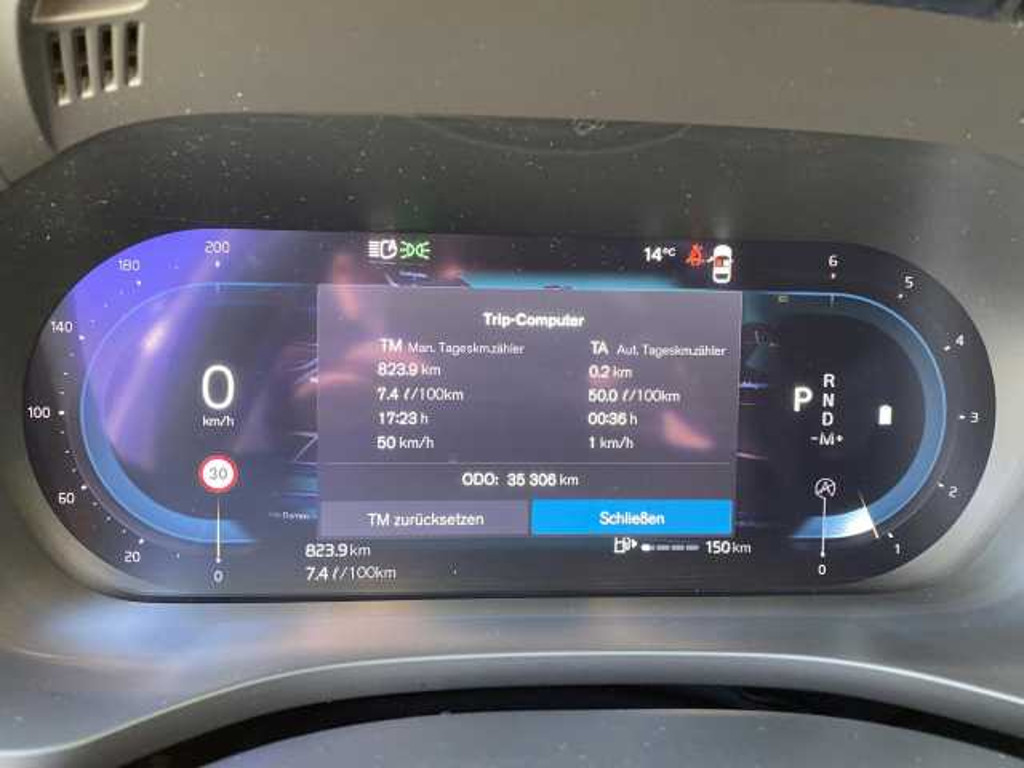 200
180
140
100
60
20
0
0
km/h
30
14°C
Trip-Computer
TM Man. Tageskm.zähler
823.9 km
7.4 l/100km
17:23 h
50 km/h
TA Aut. Tageskm.zähler
0.2 km
50.0 l/100km
00:36 h
1 km/h
ODO: 35 306 km
TM zurücksetzen
Schließen
823.9 km
7.4 l/100km
150 km
P
R
N
D
-M+
6
5
4
3
2
1
0